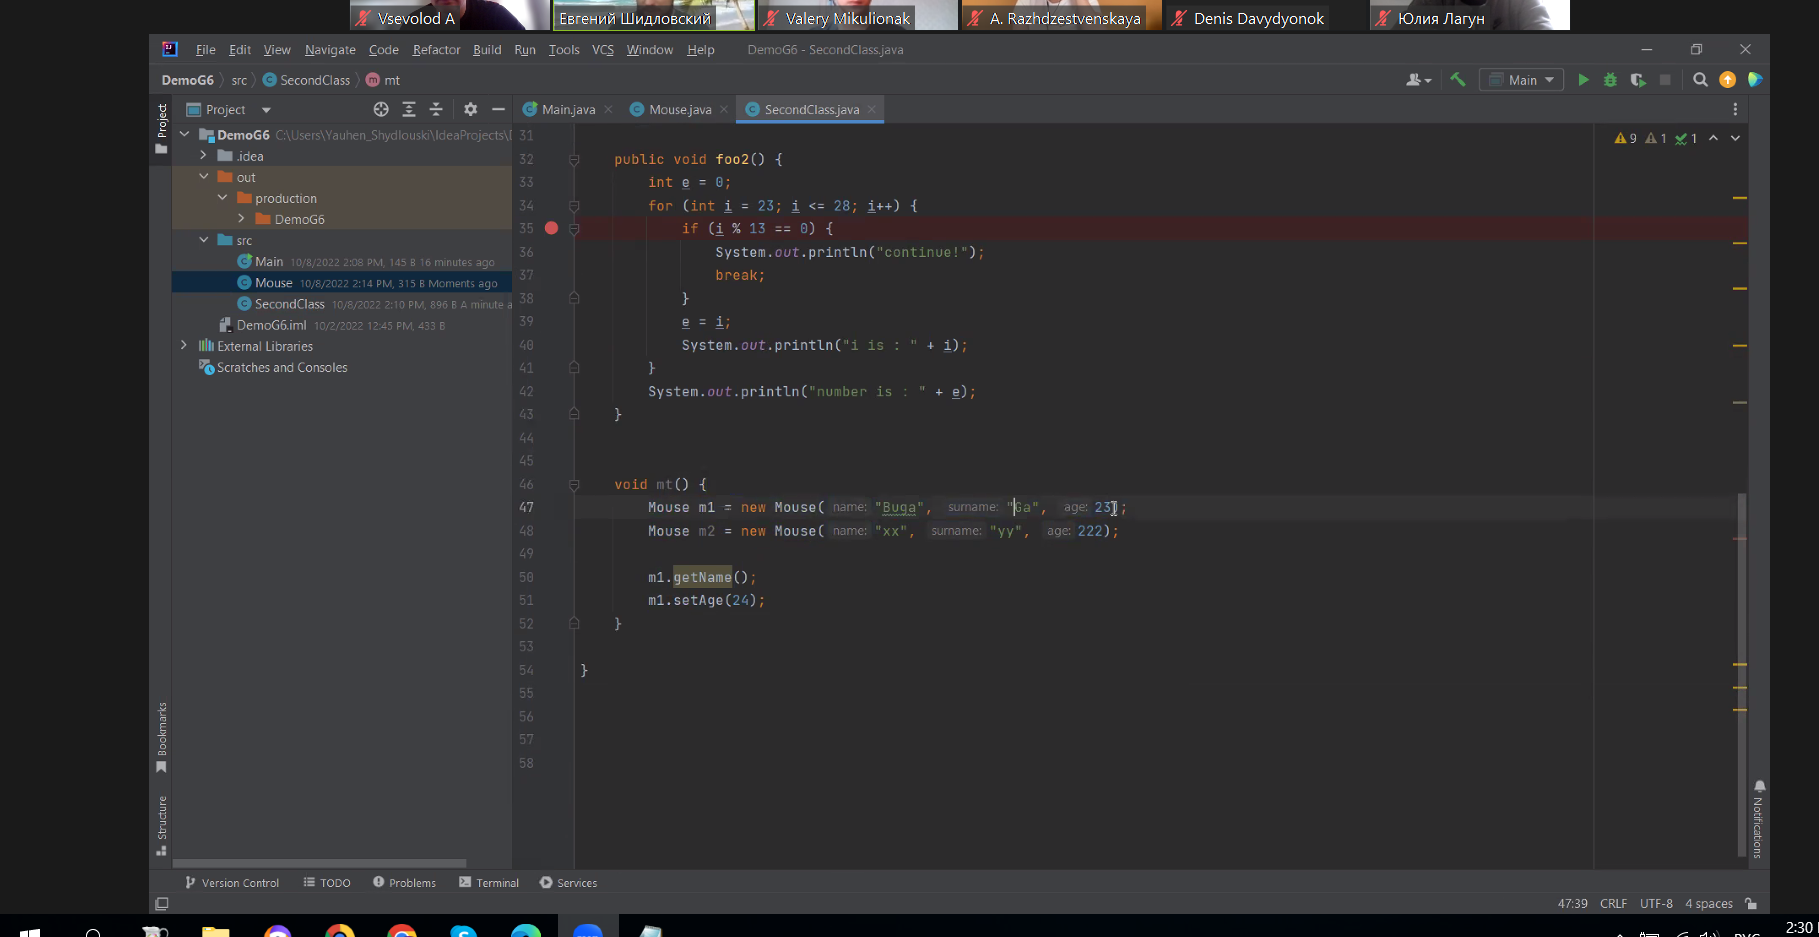 Vsevolod A
Евгений Шидловский
Valery Mikulionak
A. Razhdzestvenskaya
Denis Davydyonok
Юлия Лагун
File Edit View Navigate Code Refactor Build Run Tools VCS Window Help DemoG6 - SecondClass.java
DemoG6 src SecondClass mt
Main
Project
Main.java Mouse.java SecondClass.java
Project
DemoG6 C:\Users\Yauhen_Shydlouski\IdeaProjects\D
.idea
out
production
DemoG6
src
Main 10/8/2022 2:08 PM, 145 B 16 minutes ago
Mouse 10/8/2022 2:14 PM, 315 B Moments ago
SecondClass 10/8/2022 2:10 PM, 896 B A minute a
DemoG6.iml 10/2/2022 12:45 PM, 433 B
External Libraries
Scratches and Consoles
9 1 1
31
32 public void foo2() {
33 int e = 0;
34 for (int i = 23; i <= 28; i++) {
35 if (i % 13 == 0) {
36 System.out.println("continue!");
37 break;
38 }
39 e = i;
40 System.out.println("i is : " + i);
41 }
42 System.out.println("number is : " + e);
43 }
44
45
46 void mt() {
47 Mouse m1 = new Mouse( name: "Buga", surname: "Ga", age: 23);
48 Mouse m2 = new Mouse( name: "xx", surname: "yy", age: 222);
49
50 m1.getName();
51 m1.setAge(24);
52 }
53
54 }
55
56
57
58
Bookmarks
Structure
Notifications
Version Control TODO Problems Terminal Services
47:39 CRLF UTF-8 4 spaces
2:30